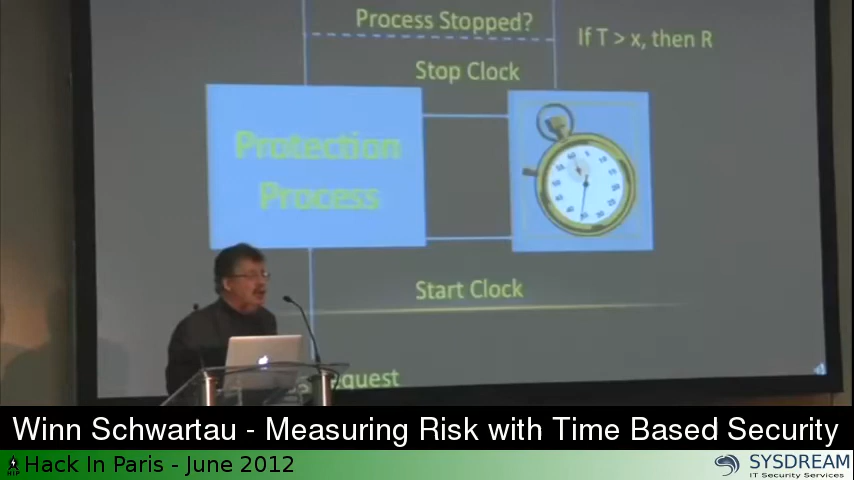 Process Stopped?
If T > x, then R
Stop Clock
Protection
Process
Start Clock
Winn Schwartau - Measuring Risk with Time Based Security
Hack In Paris - June 2012
SYSDREAM
IT Security Services